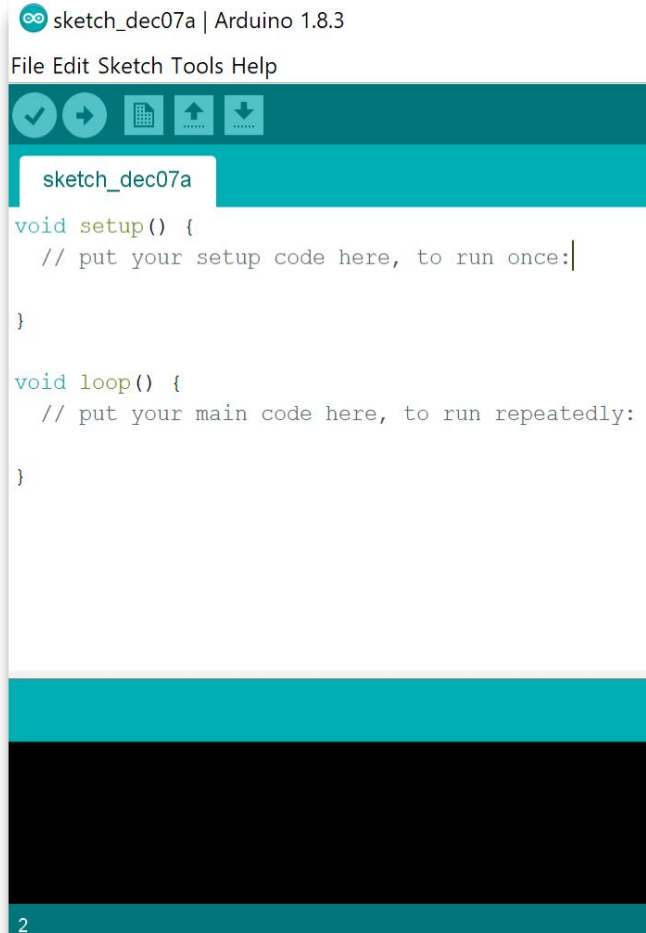 sketch_dec07a | Arduino 1.8.3
File Edit Sketch Tools Help
sketch_dec07a
void setup() {
  // put your setup code here, to run once:

}

void loop() {
  // put your main code here, to run repeatedly:

}
2